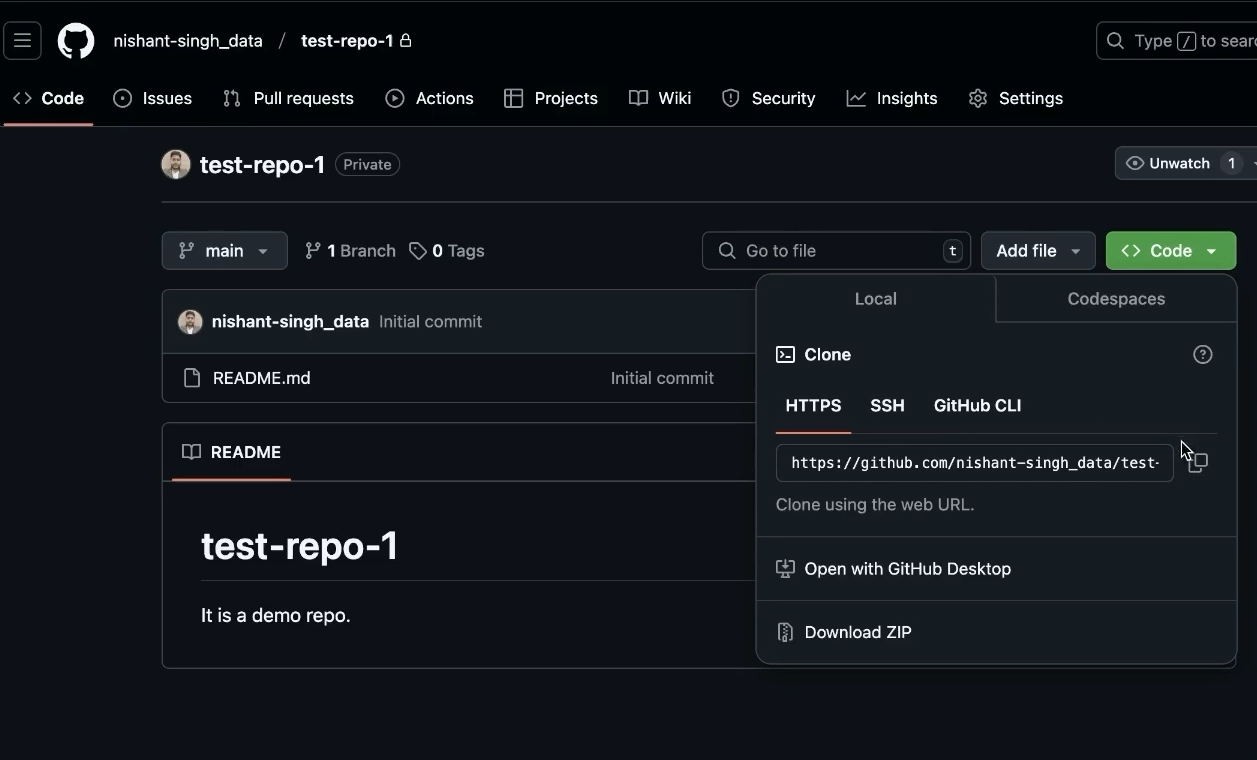 nishant-singh_data / test-repo-1
Type / to sear
Code Issues Pull requests Actions Projects Wiki Security Insights Settings
test-repo-1 Private
Unwatch 1
main 1 Branch 0 Tags
Go to file t
Add file
Code
Local Codespaces
nishant-singh_data Initial commit
README.md Initial commit
Clone
HTTPS SSH GitHub CLI
https://github.com/nishant-singh_data/test-
Clone using the web URL.
Open with GitHub Desktop
Download ZIP
README
test-repo-1
It is a demo repo.